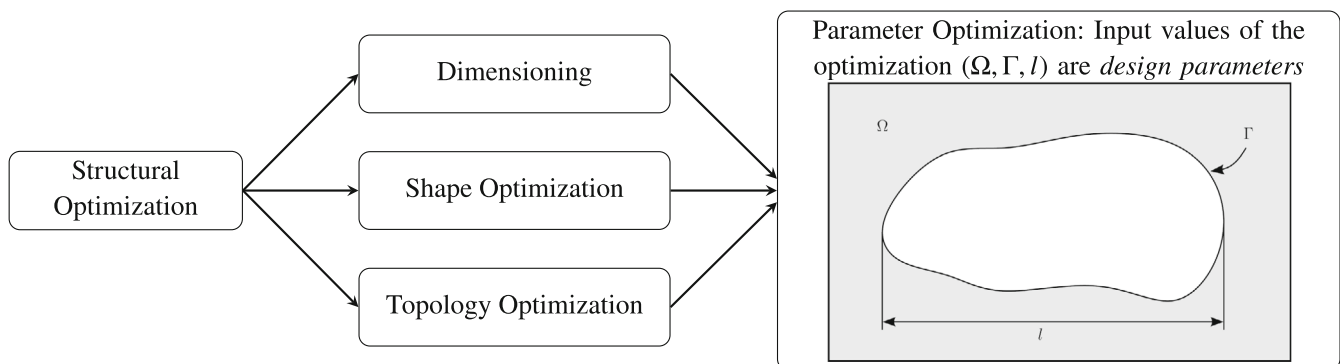 Structural
Optimization
Dimensioning
Shape Optimization
Topology Optimization
Parameter Optimization: Input values of the
optimization (Ω, Γ, l) are design parameters
Ω
Γ
l